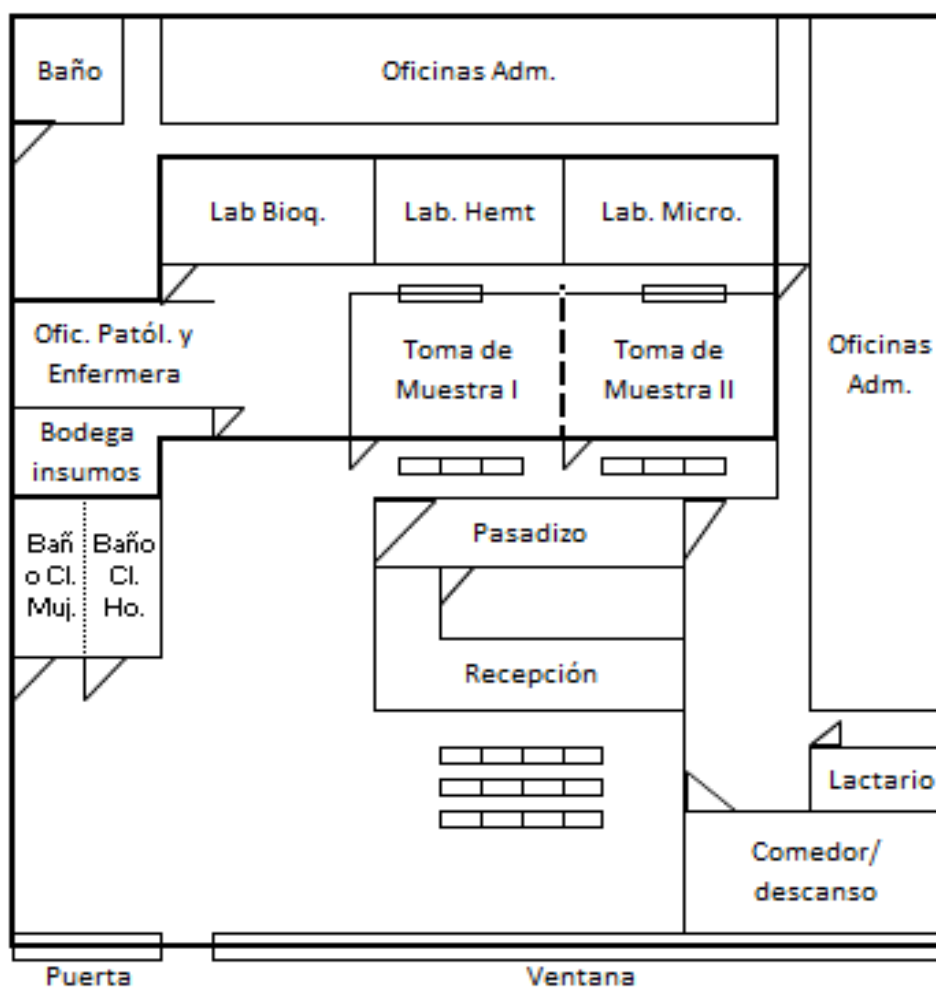 Baño
Oficinas Adm.
Lab Bioq.
Lab. Hemt
Lab. Micro.
Ofic. Patól. y
Enfermera
Toma de
Muestra I
Toma de
Muestra II
Oficinas
Adm.
Bodega
insumos
Bañ
o Cl.
Muj.
Baño
Cl.
Ho.
Pasadizo
Recepción
Lactario
Comedor/
descanso
Puerta
Ventana